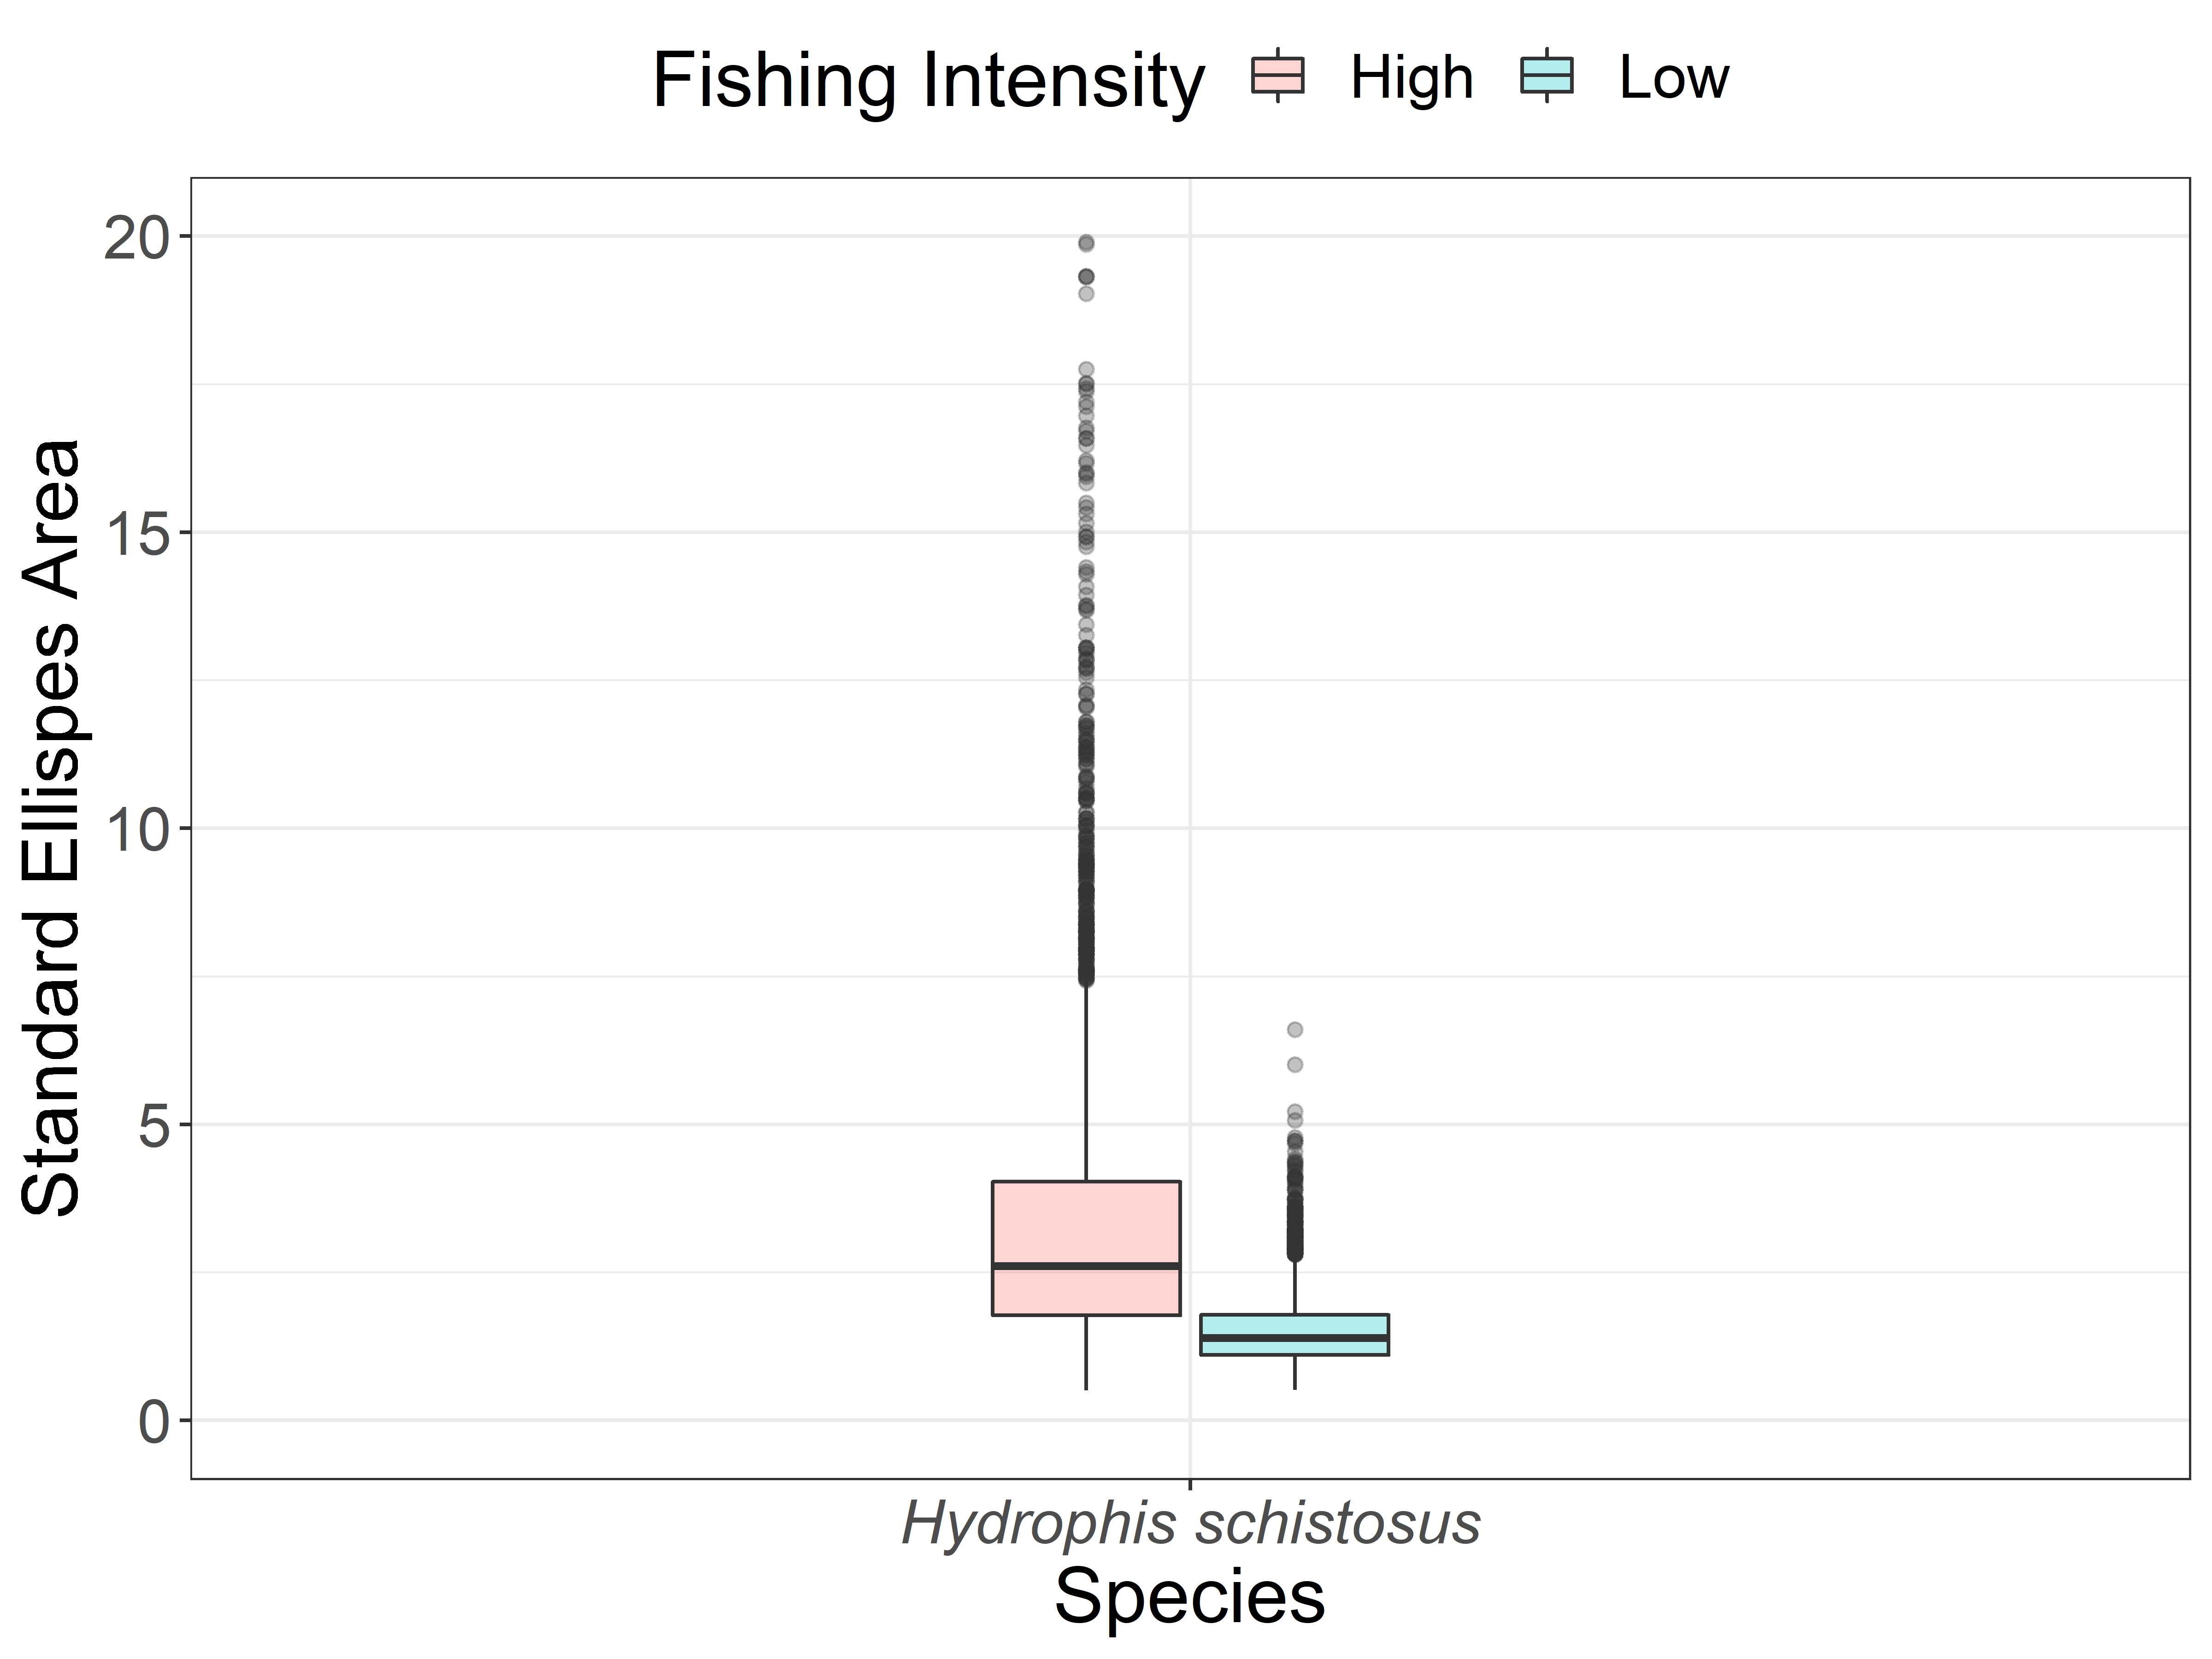 Fishing Intensity High Low
20
15
10
5
0
Standard Ellispes Area
Hydrophis schistosus
Species